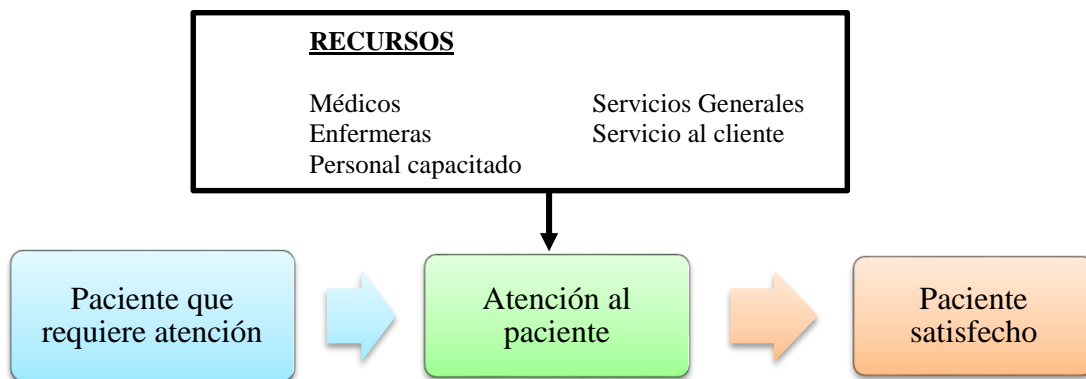 RECURSOS
Médicos
Enfermeras
Personal capacitado
Servicios Generales
Servicio al cliente
Paciente que
requiere atención
Atención al
paciente
Paciente
satisfecho